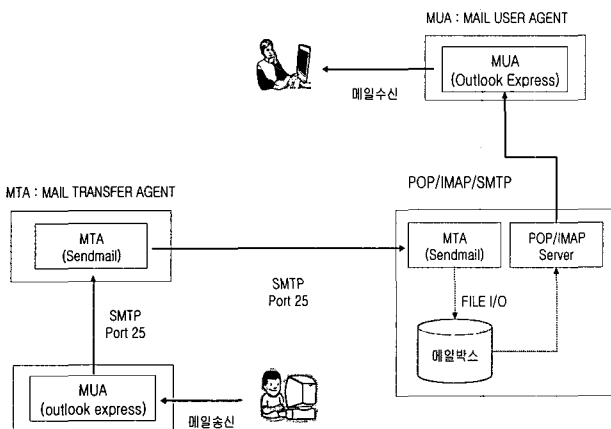 MUA : MAIL USER AGENT
MUA
(Outlook Express)
메일수신
POP/IMAP/SMTP
MTA : MAIL TRANSFER AGENT
MTA
(Sendmail)
MTA
(Sendmail)
POP/IMAP
Server
SMTP
Port 25
SMTP
Port 25
FILE I/O
메일박스
MUA
(outlook express)
메일송신